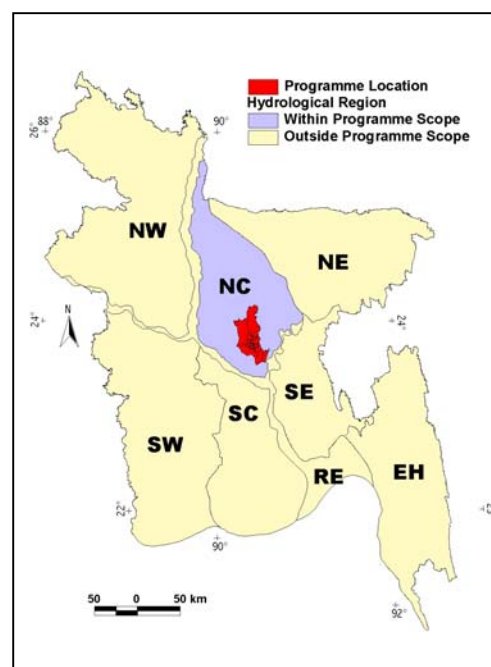 Programme Location
Hydrological Region
Within Programme Scope
Outside Programme Scope
88°
26°
90°
NW
NE
NC
24°
N
24°
SE
SC
SW
RE
EH
22°
90°
92°
50 0 50 km